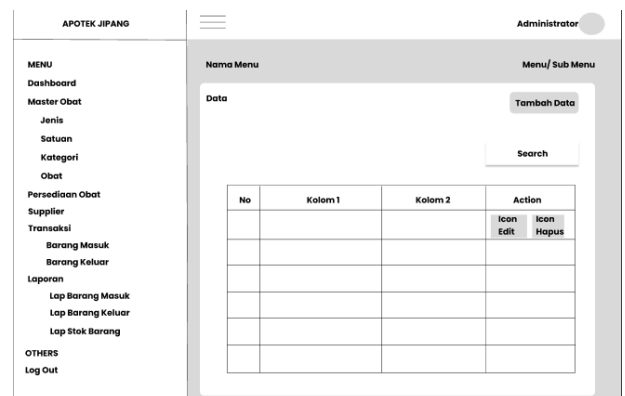 APOTEK JIPANG
Administrator
MENU
Dashboard
Master Obat
Jenis
Satuan
Kategori
Obat
Persediaan Obat
Supplier
Transaksi
Barang Masuk
Barang Keluar
Laporan
Lap Barang Masuk
Lap Barang Keluar
Lap Stok Barang
OTHERS
Log Out
Nama Menu
Menu/ Sub Menu
Data
Tambah Data
Search
No Kolom 1 Kolom 2 Action
Icon Icon
Edit Hapus